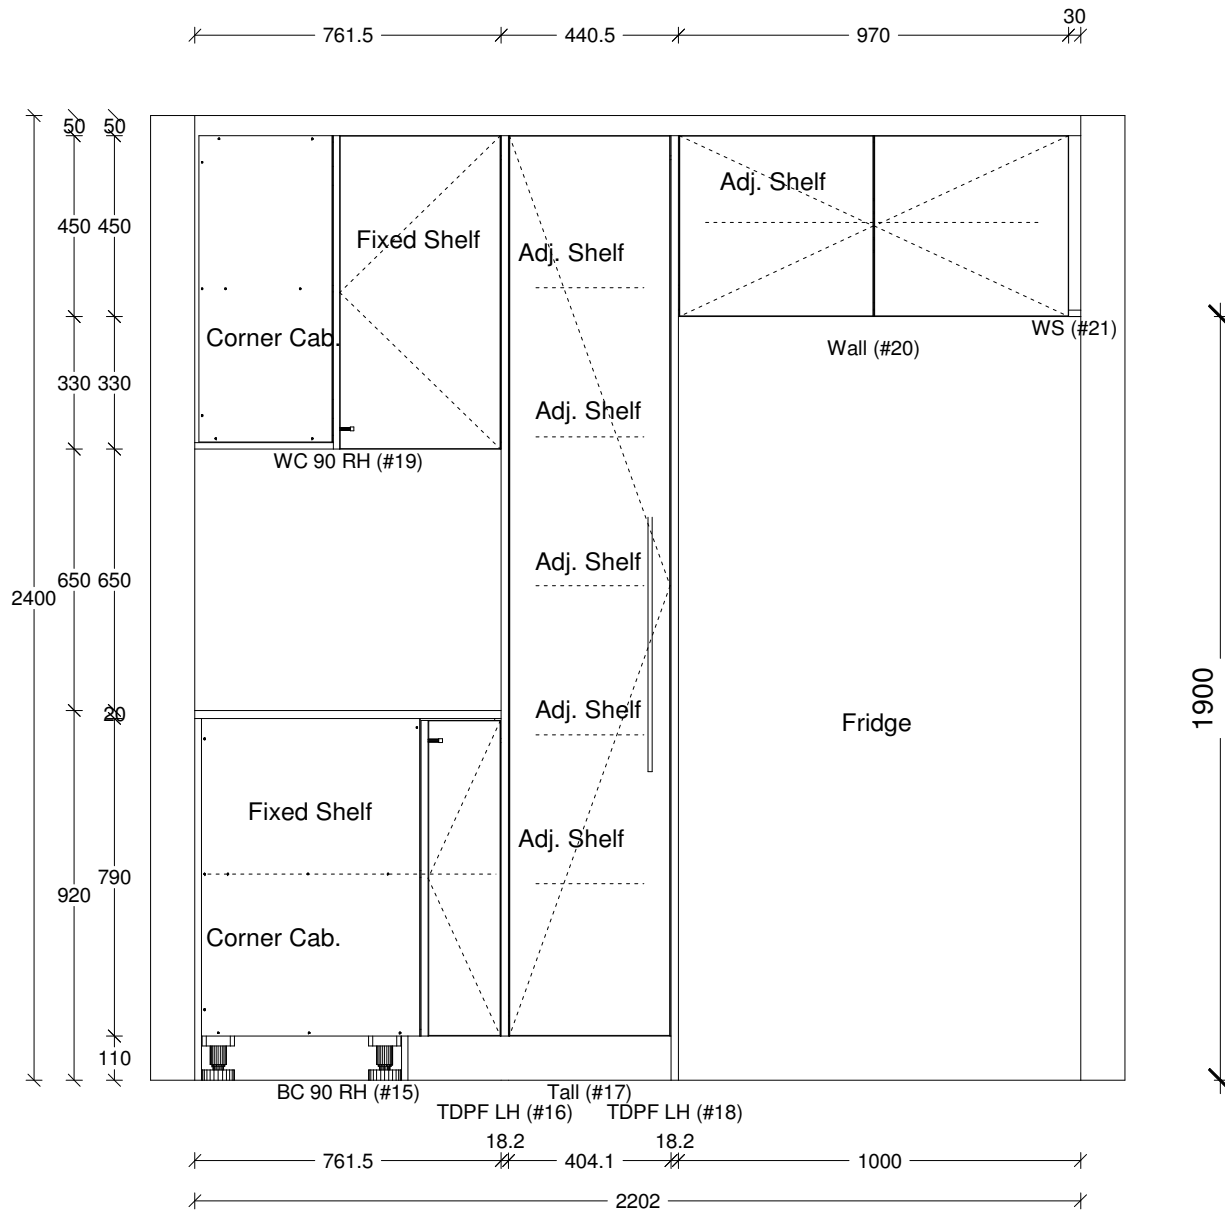 30
761.5 440.5 970
50 50
Adj. Shelf
450 450
Fixed Shelf
Adj. Shelf
Corner Cab.
WS (#21)
Wall (#20)
330 330
Adj. Shelf
WC 90 RH (#19)
Adj. Shelf
650 650
2400
1900
Adj. Shelf
20
Fridge
Fixed Shelf
Adj. Shelf
790
920
Corner Cab.
110
BC 90 RH (#15) Tall (#17)
TDPF LH (#16) TDPF LH (#18)
18.2 18.2
761.5 404.1 1000
2202